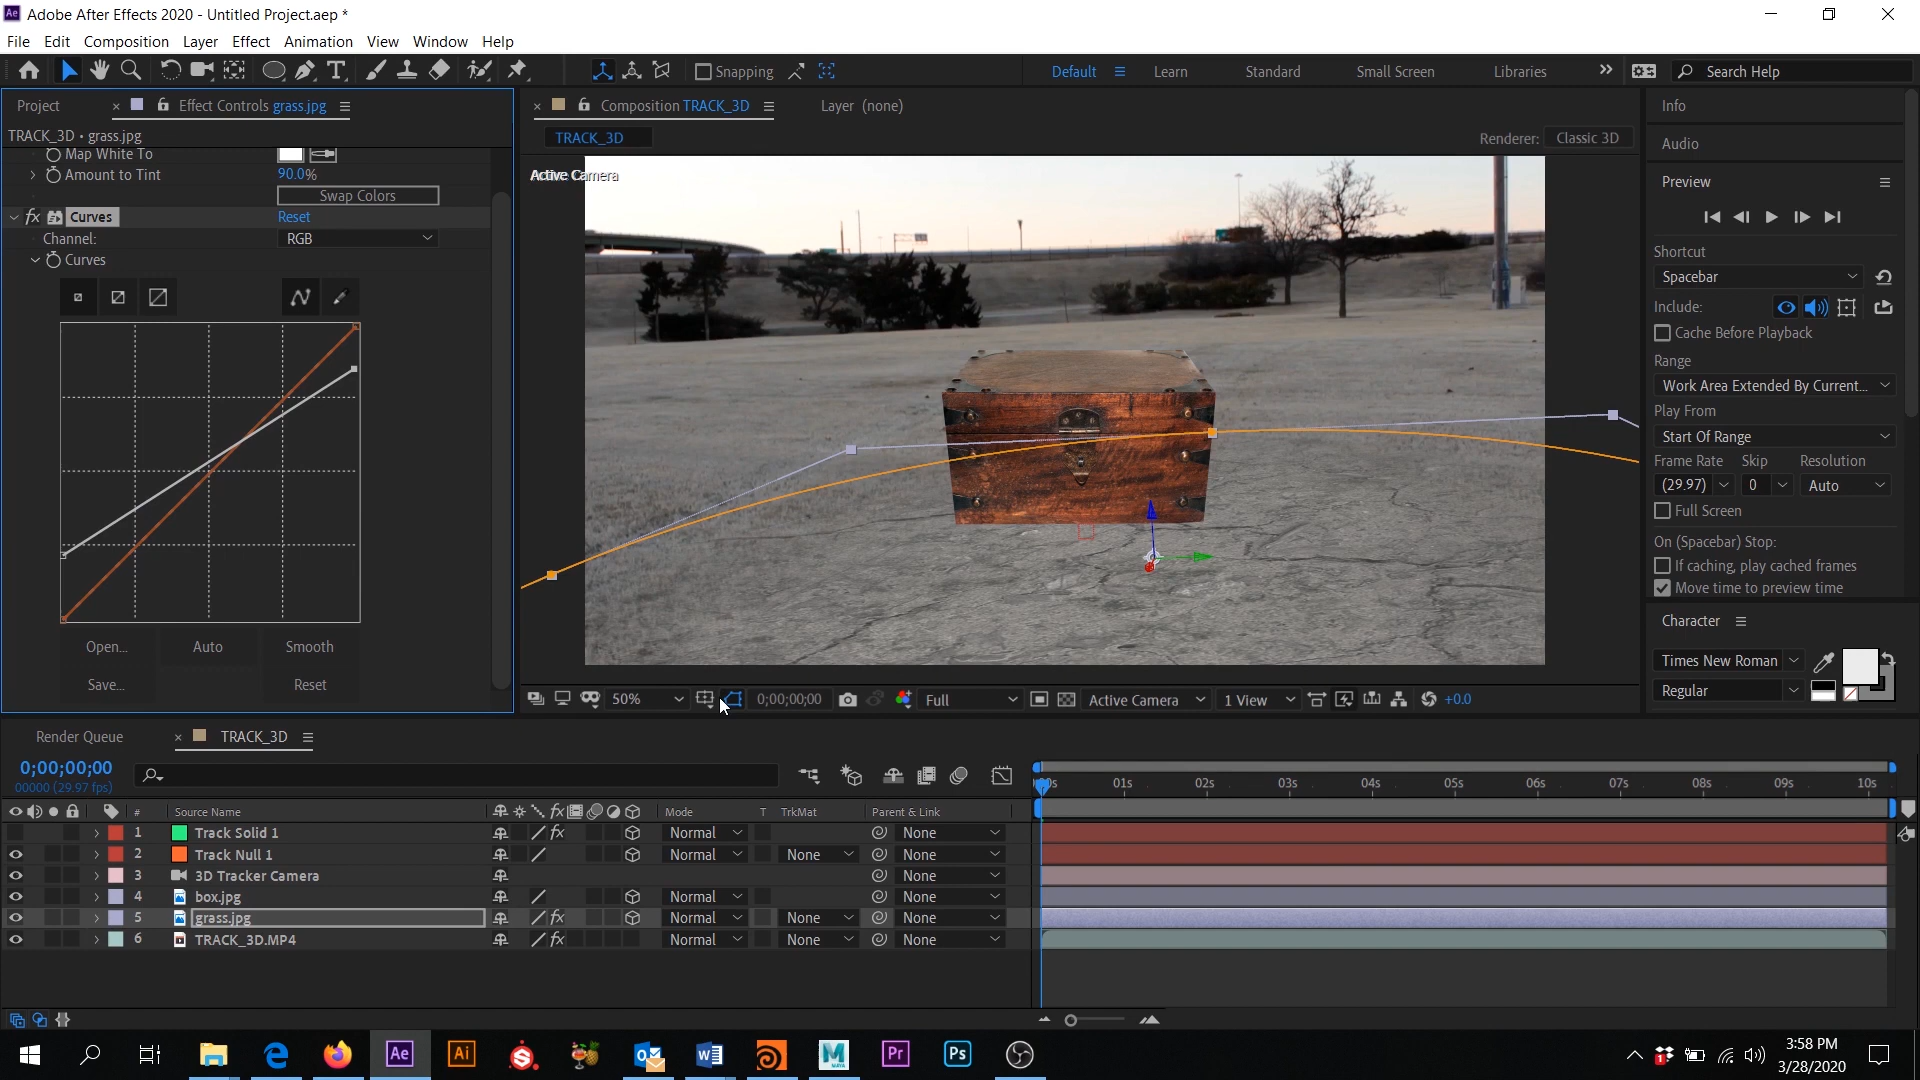 Adobe After Effects 2020 - Untitled Project.aep *
File Edit Composition Layer Effect Animation View Window Help
Snapping
Default Learn Standard Small Screen Libraries Search Help
Project Effect Controls grass.jpg
Composition TRACK_3D Layer (none)
TRACK_3D • grass.jpg
TRACK_3D
Renderer: Classic 3D
Map White To
Amount to Tint 90.0%
Swap Colors
fx Curves Reset
Channel: RGB
Curves
Open... Auto Smooth
Save... Reset
Active Camera
50% 0;00;00;00 Full Active Camera 1 View +0.0
Info
Audio
Preview
Shortcut
Spacebar
Include:
Cache Before Playback
Range
Work Area Extended By Current...
Play From
Start Of Range
Frame Rate Skip Resolution
(29.97) 0 Auto
Full Screen
On (Spacebar) Stop:
If caching, play cached frames
Move time to preview time
Character
Times New Roman
Regular
Render Queue TRACK_3D
0;00;00;00
00000 (29.97 fps)
01s 02s 03s 04s 05s 06s 07s 08s 09s 10s
# Source Name fx Mode T TrkMat Parent & Link
1 Track Solid 1 fx Normal None
2 Track Null 1 Normal None None
3 3D Tracker Camera None
4 box.jpg Normal None
5 grass.jpg fx Normal None None
6 TRACK_3D.MP4 fx Normal None None
Ae Ai Pr Ps
3:58 PM
3/28/2020